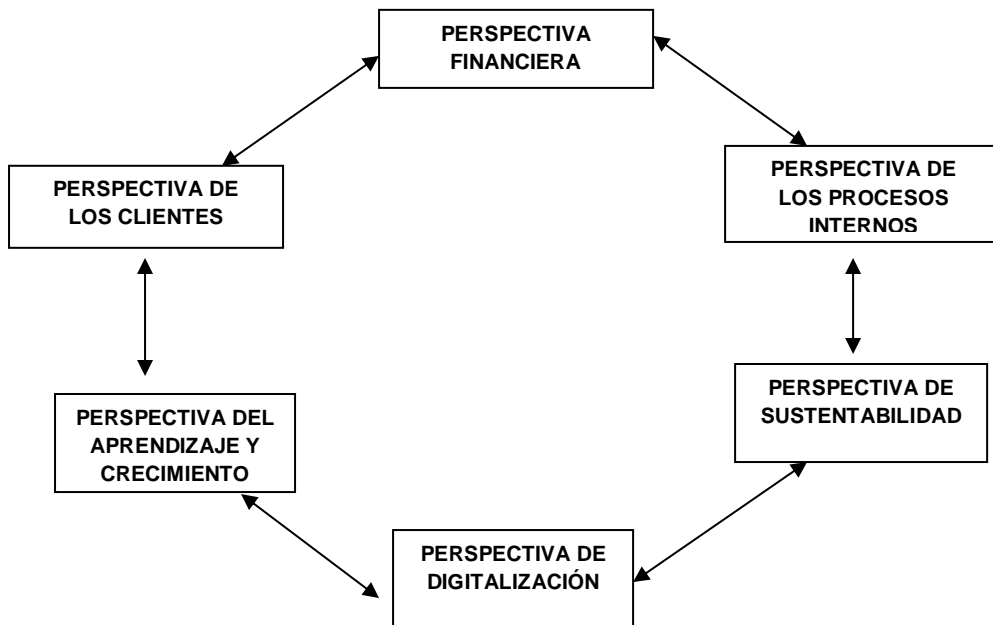 PERSPECTIVA
FINANCIERA
PERSPECTIVA DE
LOS CLIENTES
PERSPECTIVA DE
LOS PROCESOS
INTERNOS
PERSPECTIVA DEL
APRENDIZAJE Y
CRECIMIENTO
PERSPECTIVA DE
SUSTENTABILIDAD
PERSPECTIVA DE
DIGITALIZACIÓN